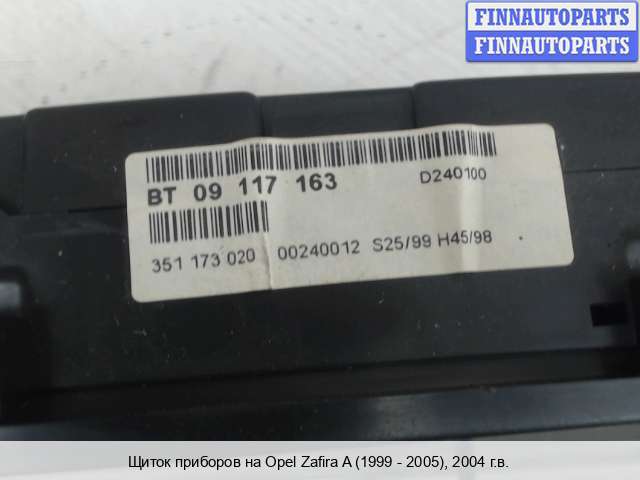 FINNAUTOPARTS
FINNAUTOPARTS
BT 09 117 163 D240100
351 173 020 00240012 S25/99 H45/98
Щиток приборов на Opel Zafira A (1999 - 2005), 2004 г.в.